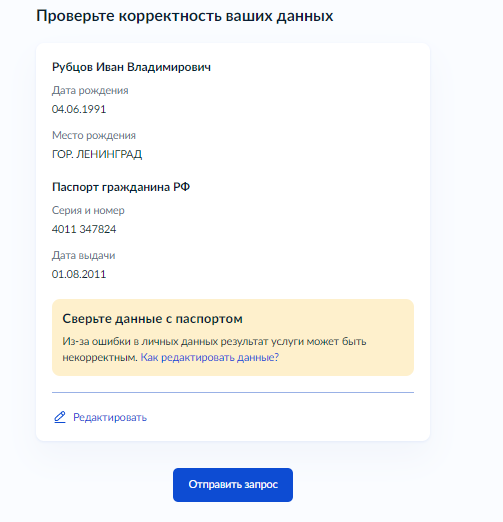 Проверьте корректность ваших данных
Рубцов Иван Владимирович
Дата рождения
04.06.1991
Место рождения
ГОР. ЛЕНИНГРАД
Паспорт гражданина РФ
Серия и номер
4011 347824
Дата выдачи
01.08.2011
Сверьте данные с паспортом
Из-за ошибки в личных данных результат услуги может быть
некорректным. Как редактировать данные?
Редактировать
Отправить запрос